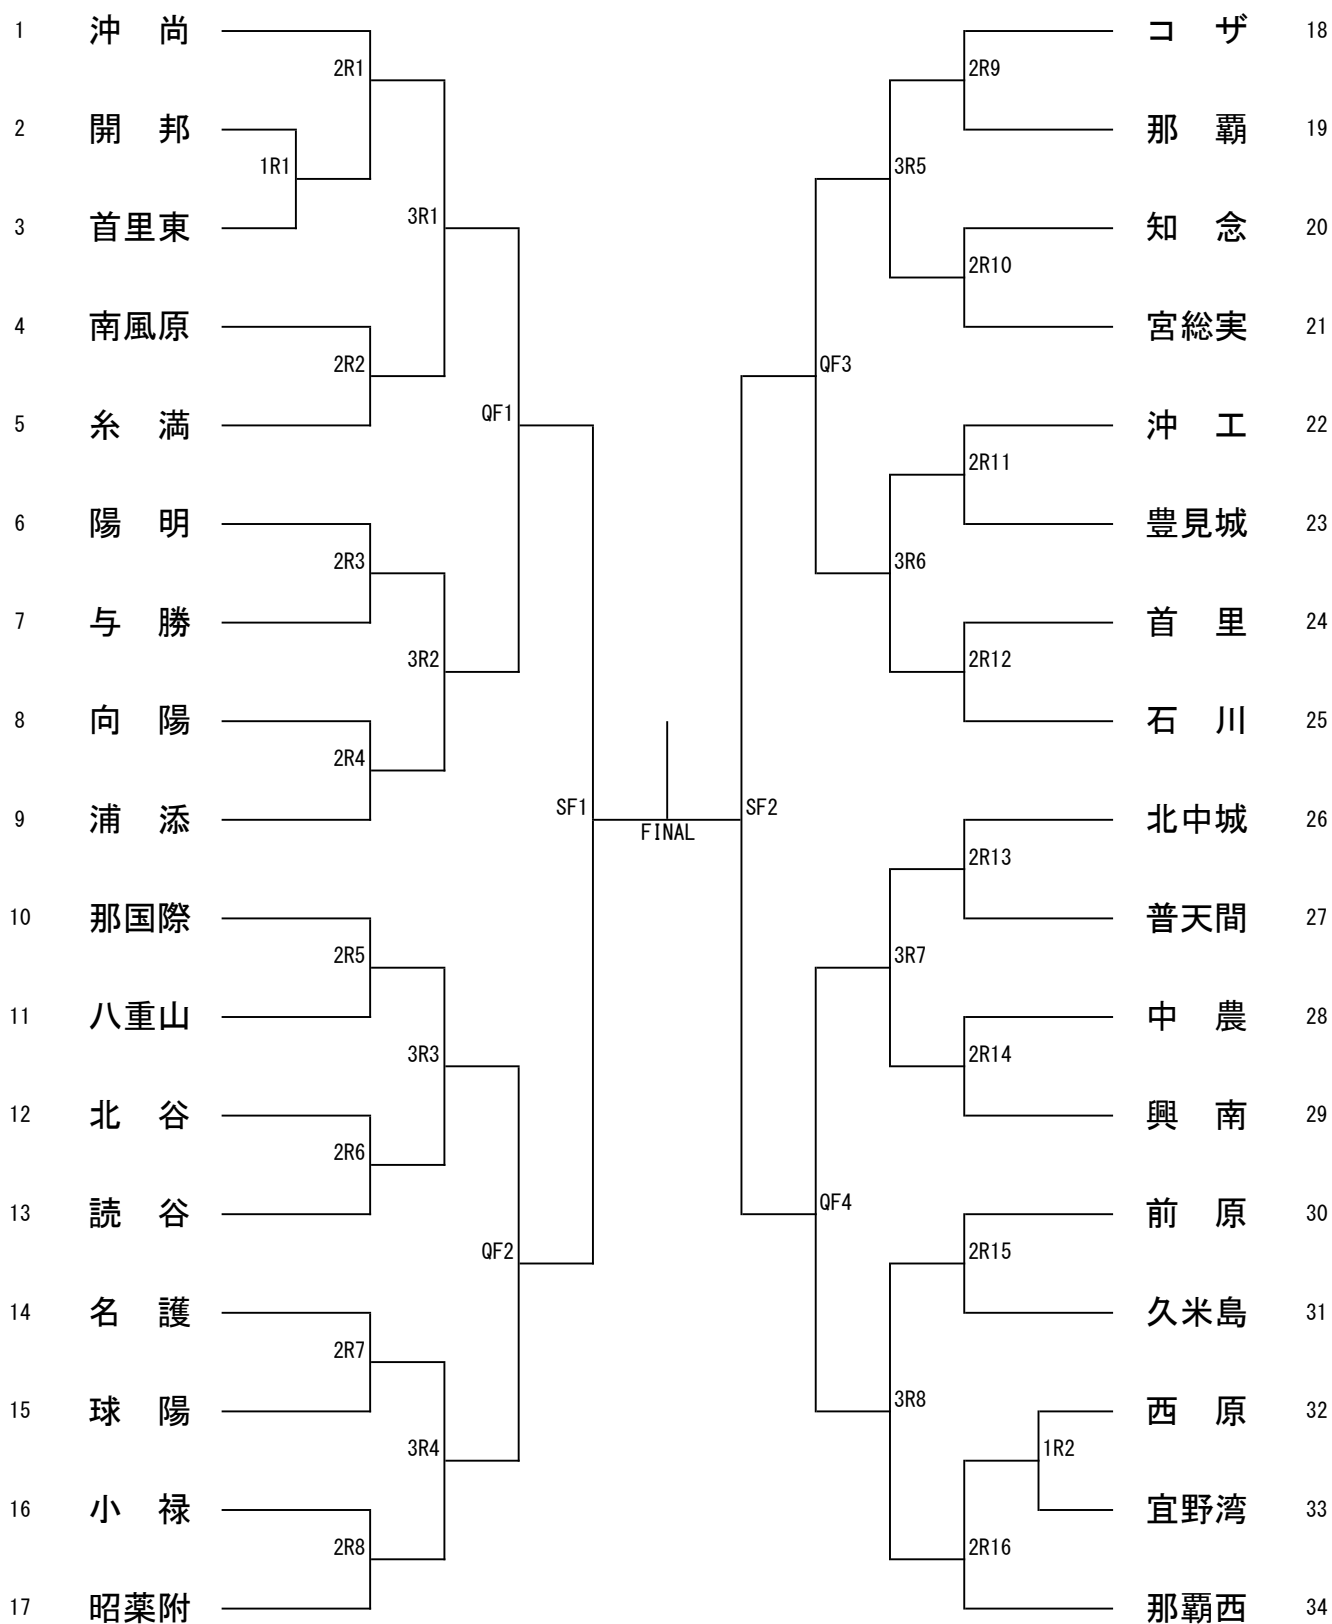 1 沖 尚
2R1
2 開 邦
1R1
3 首里東
3R1
4 南風原
2R2
5 糸 満
QF1
6 陽 明
2R3
7 与 勝
3R2
8 向 陽
2R4
9 浦 添
SF1
10 那国際
2R5
11 八重山
3R3
12 北 谷
2R6
13 読 谷
QF2
14 名 護
2R7
15 球 陽
3R4
16 小 禄
2R8
17 昭薬附
FINAL
コ ザ 18
2R9
那 覇 19
3R5
知 念 20
2R10
宮総実 21
QF3
沖 工 22
2R11
豊見城 23
3R6
首 里 24
2R12
石 川 25
SF2
北中城 26
2R13
普天間 27
3R7
中 農 28
2R14
興 南 29
QF4
前 原 30
2R15
久米島 31
3R8
西 原 32
1R2
宜野湾 33
2R16
那覇西 34